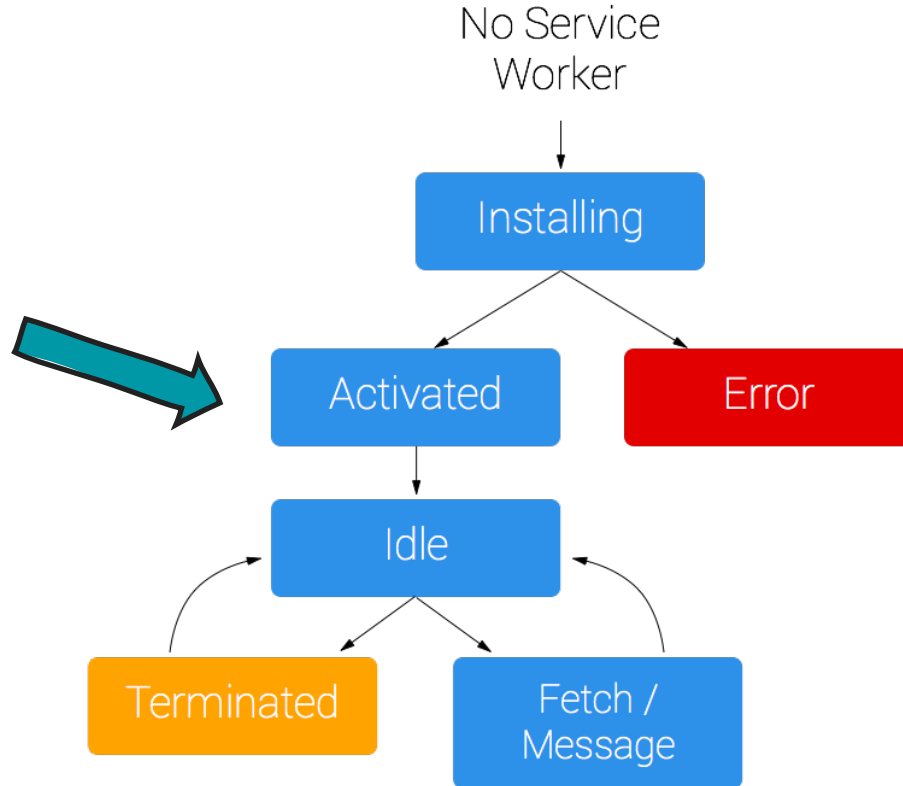 No Service
Worker
Installing
Activated
Error
Idle
Terminated
Fetch /
Message